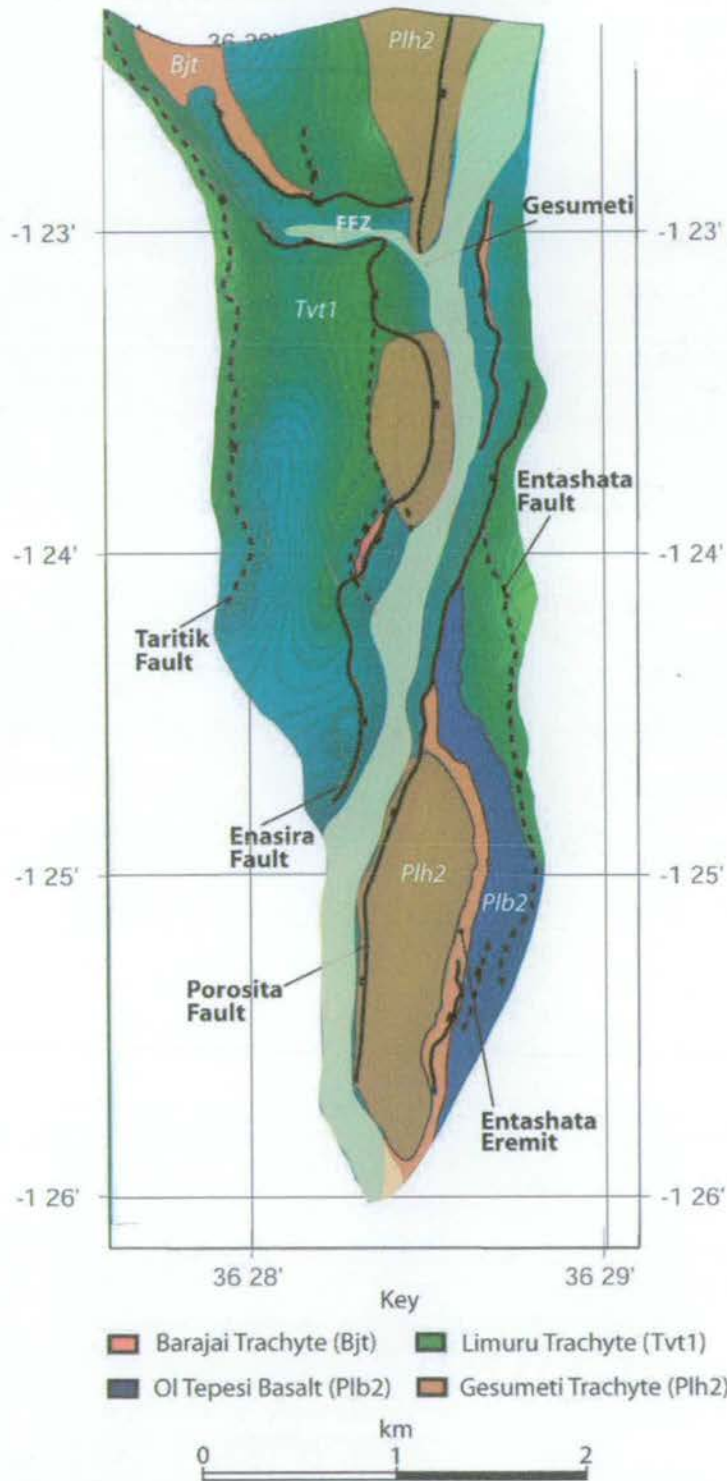 36 28'
Bjt
Plh2
-1 23'
FFZ
Gesumeti
-1 23'
Tvt1
Entashata
Fault
-1 24'
-1 24'
Taritik
Fault
Enasira
Fault
-1 25'
Plh2
Plb2
-1 25'
Porosita
Fault
Entashata
Eremit
-1 26'
-1 26'
36 28'
36 29'
Key
Barajai Trachyte (Bjt)
Limuru Trachyte (Tvt1)
Ol Tepesi Basalt (Plb2)
Gesumeti Trachyte (Plh2)
km
0 1 2